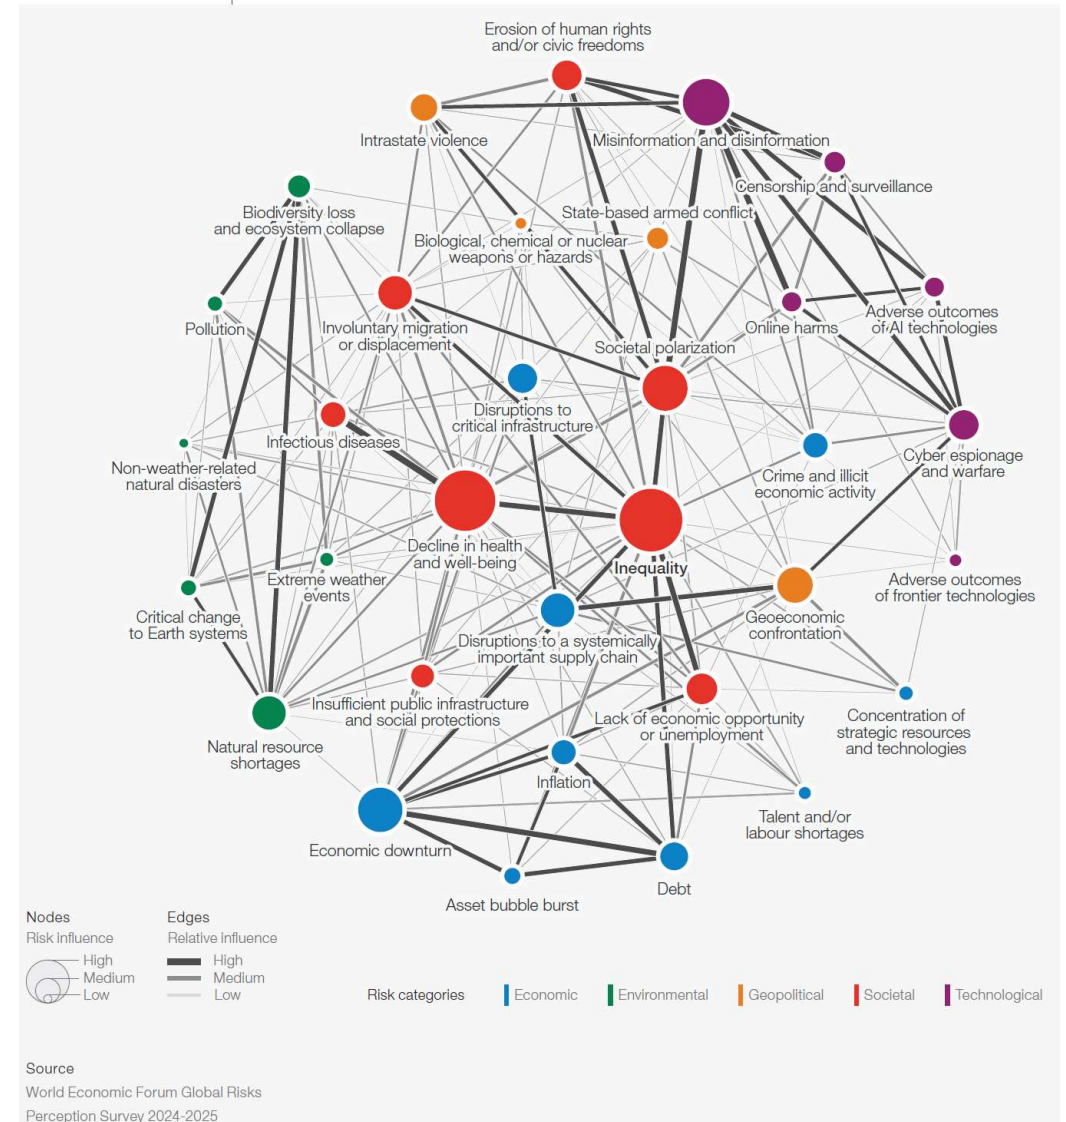 Erosion of human rights
and/or civic freedoms
Intrastate violence
Misinformation and disinformation
Censorship and surveillance
Biodiversity loss
and ecosystem collapse
State-based armed conflict
Biological, chemical or nuclear
weapons or hazards
Pollution
Involuntary migration
or displacement
Online harms
Adverse outcomes
of AI technologies
Societal polarization
Disruptions to
critical infrastructure
Infectious diseases
Non-weather-related
natural disasters
Crime and illicit
economic activity
Cyber espionage
and warfare
Decline in health
and well-being
Inequality
Extreme weather
events
Adverse outcomes
of frontier technologies
Critical change
to Earth systems
Geoeconomic
confrontation
Disruptions to a systemically
important supply chain
Insufficient public infrastructure
and social protections
Lack of economic opportunity
or unemployment
Concentration of
strategic resources
and technologies
Natural resource
shortages
Inflation
Talent and/or
labour shortages
Economic downturn
Debt
Asset bubble burst
Nodes
Risk influence
High
Medium
Low
Edges
Relative influence
High
Medium
Low
Risk categories
Economic
Environmental
Geopolitical
Societal
Technological
Source
World Economic Forum Global Risks
Perception Survey 2024-2025